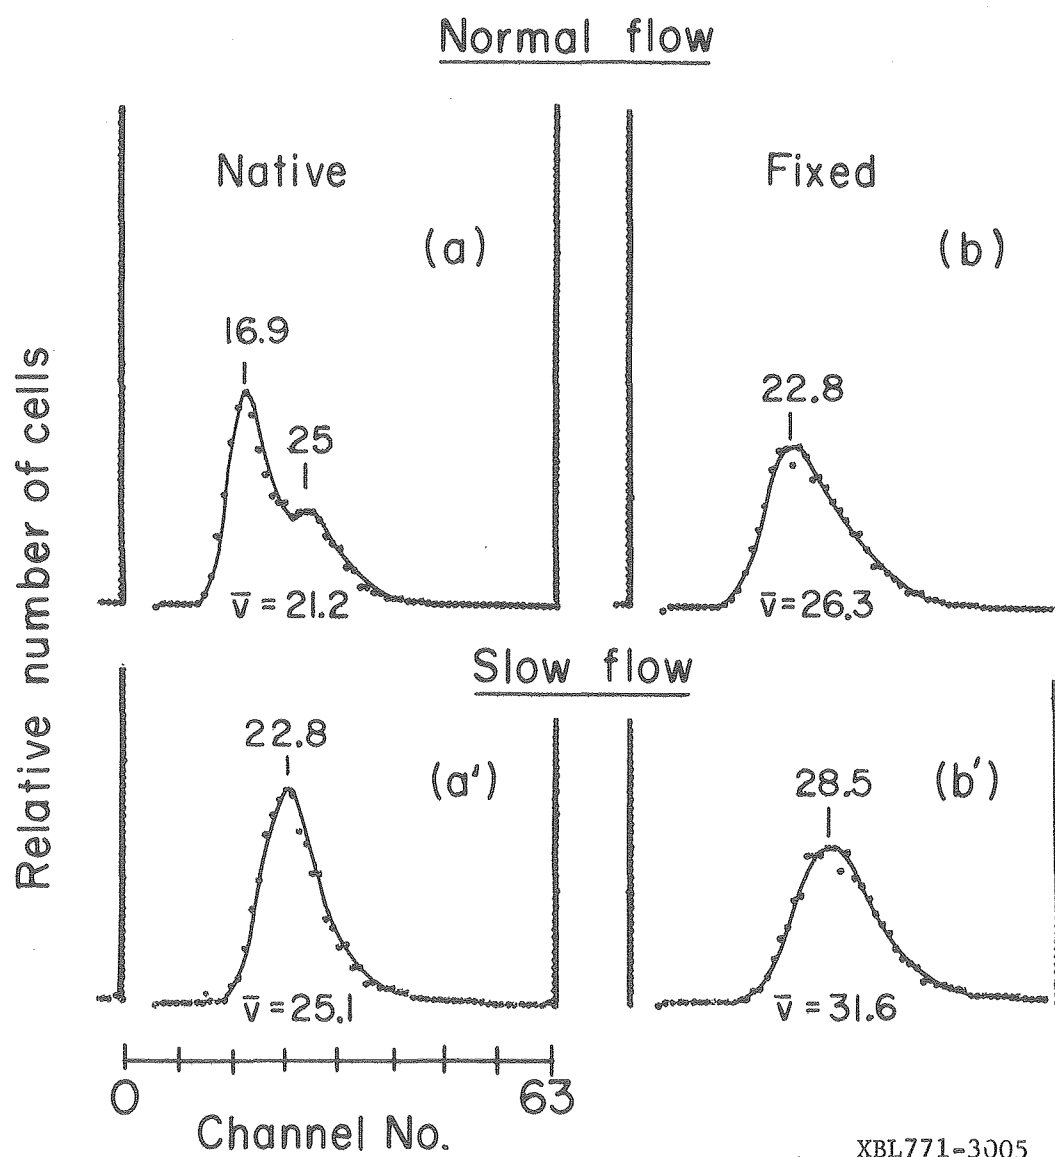 Normal flow
Native
Fixed
(a)
(b)
16.9
25
22.8
v̄ = 21.2
v̄ = 26.3
Slow flow
22.8
(a')
28.5
(b')
v̄ = 25.1
v̄ = 31.6
Relative number of cells
0
63
Channel No.
XBL771-3005